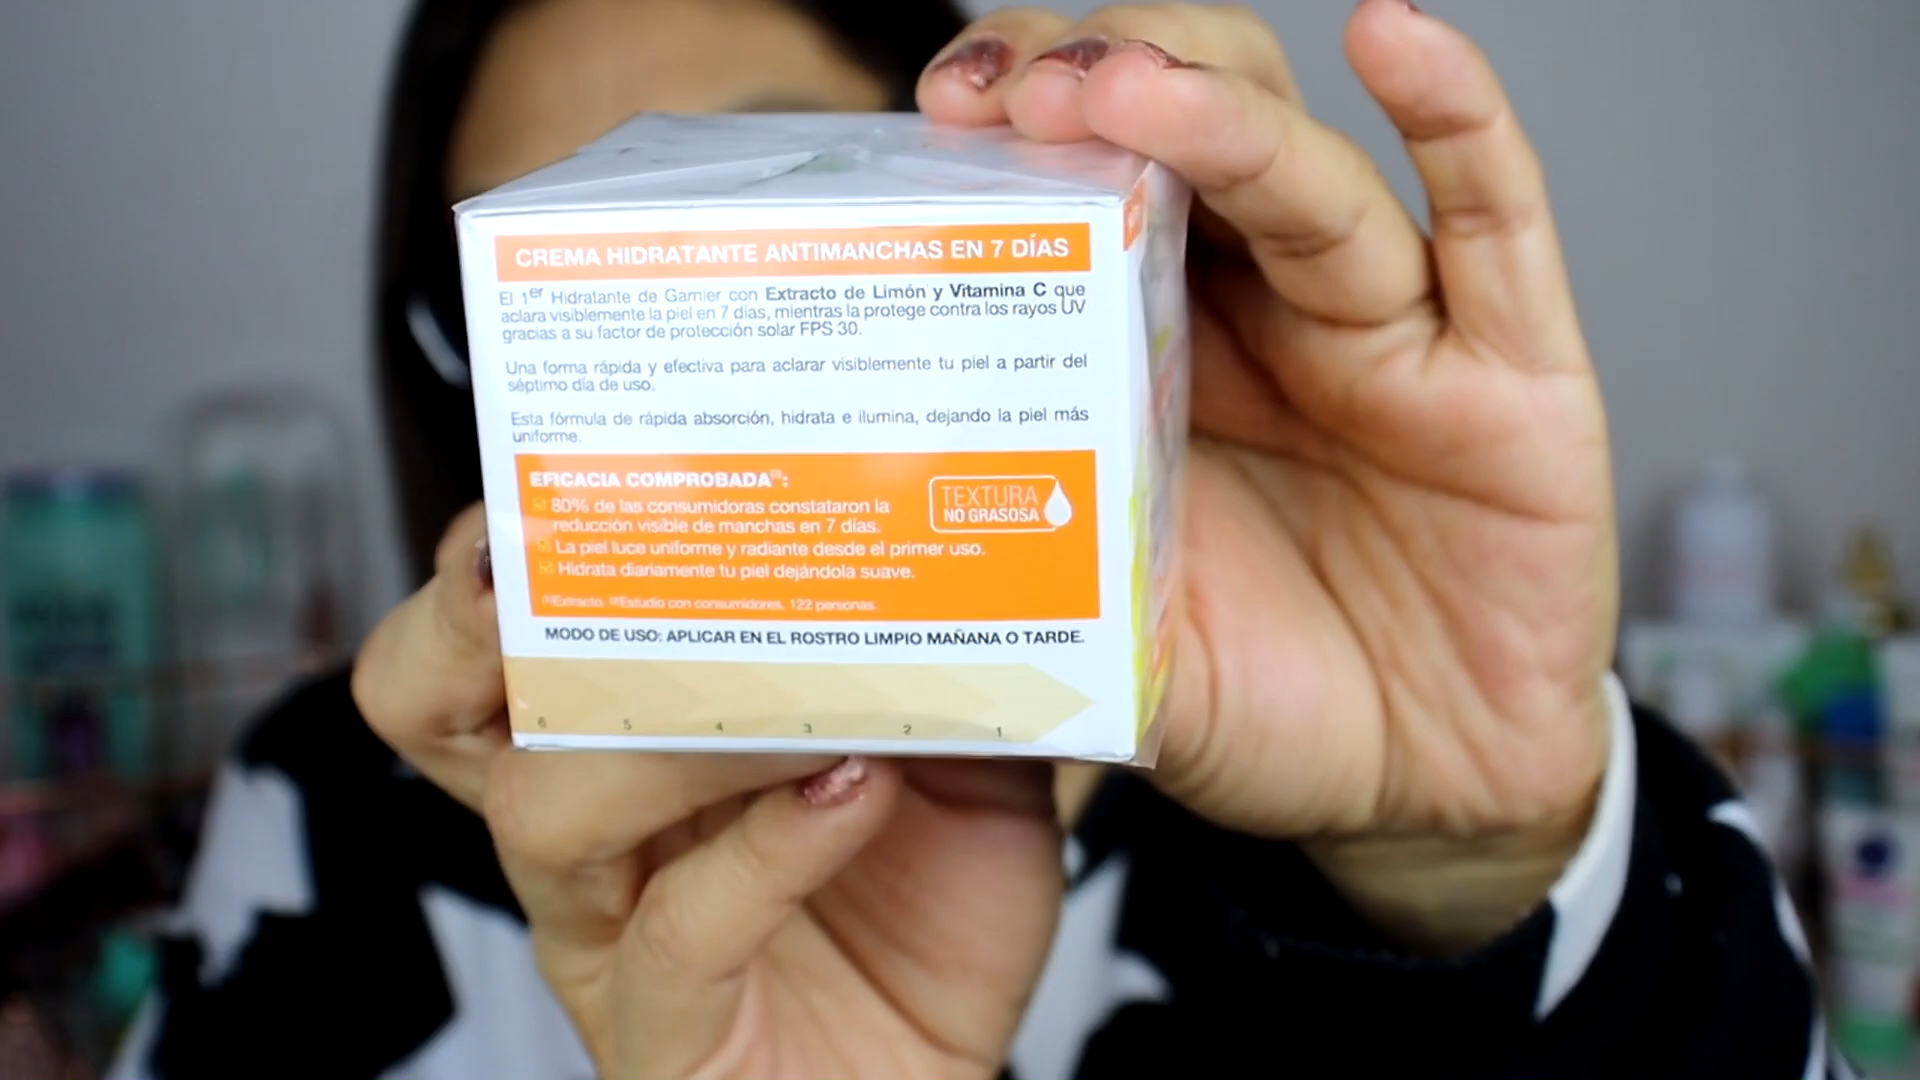 CREMA HIDRATANTE ANTIMANCHAS EN 7 DÍAS
El 1er Hidratante de Garnier con Extracto de Limón y Vitamina C que
aclara visiblemente la piel en 7 días, mientras la protege contra los rayos UV
gracias a su factor de protección solar FPS 30.
Una forma rápida y efectiva para aclarar visiblemente tu piel a partir del
séptimo día de uso.
Esta fórmula de rápida absorción, hidrata e ilumina, dejando la piel más
uniforme.
EFICACIA COMPROBADA(2):
80% de las consumidoras constataron la
reducción visible de manchas en 7 días.
La piel luce uniforme y radiante desde el primer uso.
Hidrata diariamente tu piel dejándola suave.
TEXTURA
NO GRASOSA
(1)Extracto. (2)Estudio con consumidores, 122 personas.
MODO DE USO: APLICAR EN EL ROSTRO LIMPIO MAÑANA O TARDE.
6 5 4 3 2 1